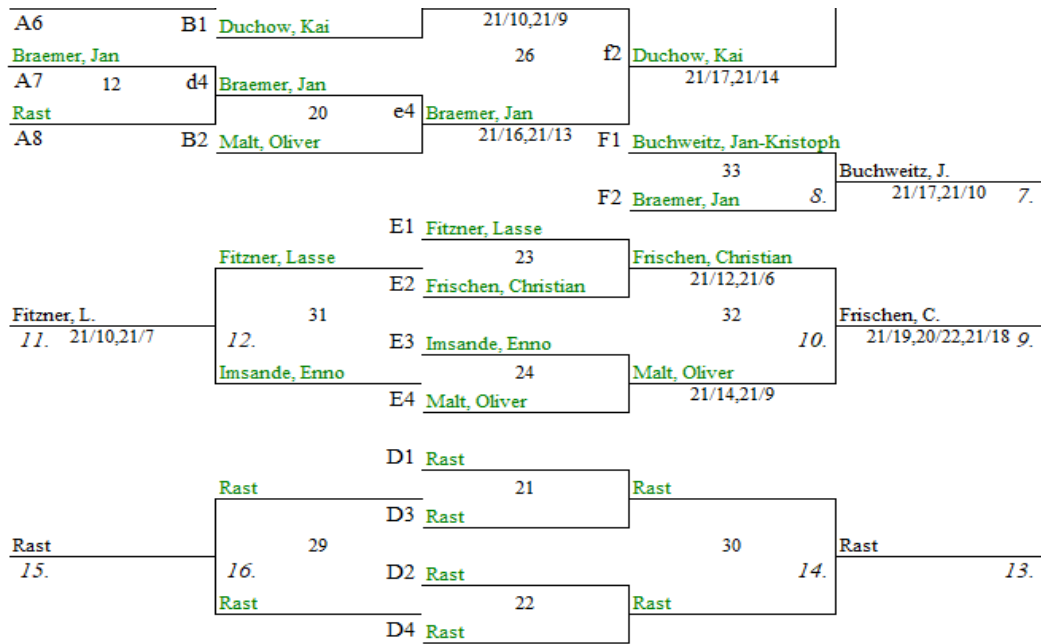 A6 B1 Duchow, Kai 21/10,21/9
Braemer, Jan 26 f2 Duchow, Kai
A7 12 d4 Braemer, Jan 21/17,21/14
Rast 20 e4 Braemer, Jan
A8 B2 Malt, Oliver 21/16,21/13 F1 Buchweitz, Jan-Kristoph
33 Buchweitz, J.
F2 Braemer, Jan 8. 21/17,21/10 7.
E1 Fitzner, Lasse
Fitzner, Lasse 23 Frischen, Christian
E2 Frischen, Christian 21/12,21/6
Fitzner, L. 31 32 Frischen, C.
11. 21/10,21/7 12. E3 Imsande, Enno 10. 21/19,20/22,21/18 9.
Imsande, Enno 24 Malt, Oliver
E4 Malt, Oliver 21/14,21/9
D1 Rast
Rast 21 Rast
D3 Rast
Rast 29 30 Rast
15. 16. D2 Rast 14. 13.
Rast 22 Rast
D4 Rast